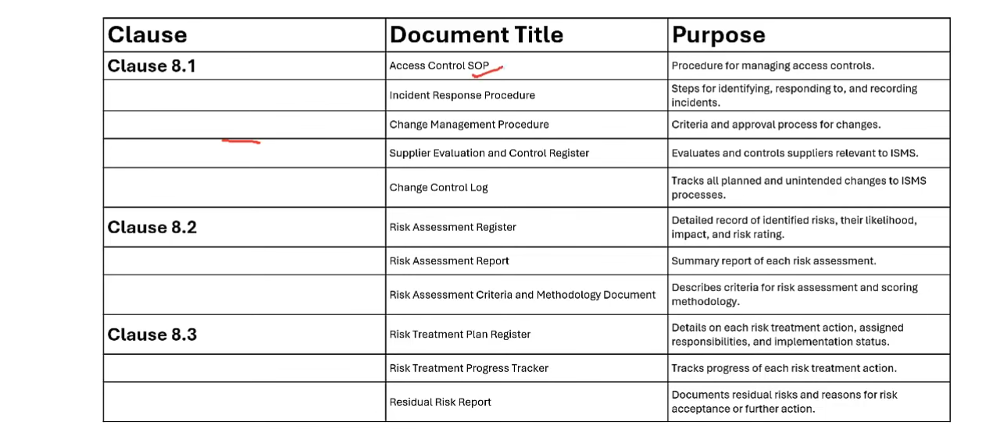 Clause Document Title Purpose
Clause 8.1 Access Control SOP Procedure for managing access controls.
Incident Response Procedure Steps for identifying, responding to, and recording
incidents.
Change Management Procedure Criteria and approval process for changes.
Supplier Evaluation and Control Register Evaluates and controls suppliers relevant to ISMS.
Change Control Log Tracks all planned and unintended changes to ISMS
processes.
Clause 8.2 Risk Assessment Register Detailed record of identified risks, their likelihood,
impact, and risk rating.
Risk Assessment Report Summary report of each risk assessment.
Risk Assessment Criteria and Methodology Document Describes criteria for risk assessment and scoring
methodology.
Clause 8.3 Risk Treatment Plan Register Details on each risk treatment action, assigned
responsibilities, and implementation status.
Risk Treatment Progress Tracker Tracks progress of each risk treatment action.
Residual Risk Report Documents residual risks and reasons for risk
acceptance or further action.